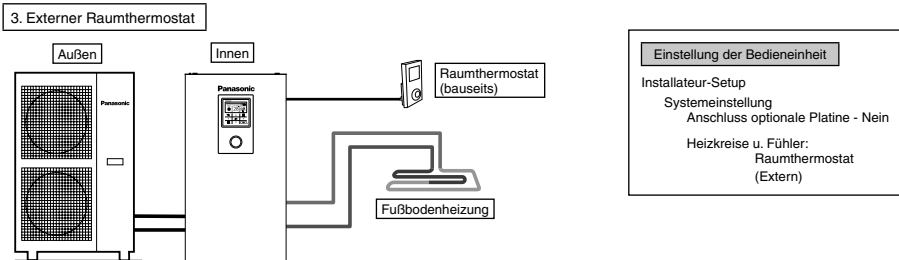 3. Externer Raumthermostat
Außen
Innen
Panasonic
Panasonic
Raumthermostat
(bauseits)
Fußbodenheizung
Einstellung der Bedieneinheit
Installateur-Setup
Systemeinstellung
Anschluss optionale Platine - Nein
Heizkreise u. Fühler:
Raumthermostat
(Extern)